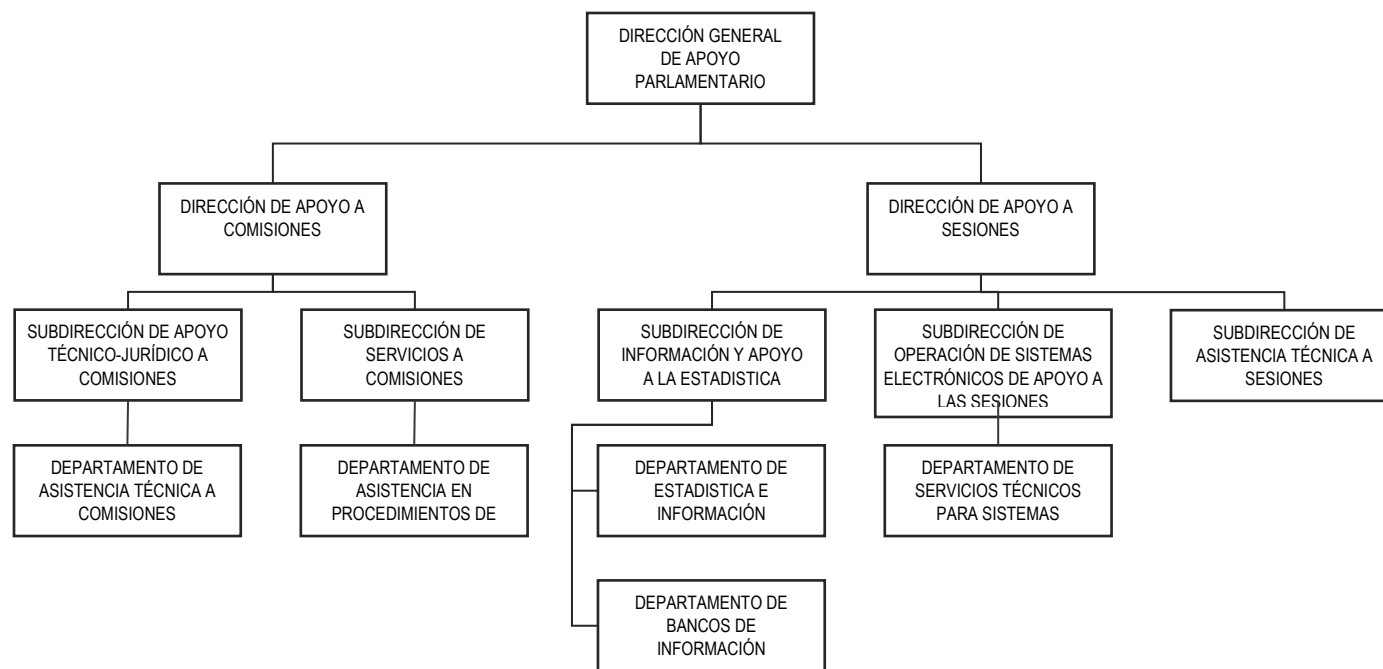 DIRECCIÓN GENERAL
DE APOYO
PARLAMENTARIO
DIRECCIÓN DE APOYO A
COMISIONES
DIRECCIÓN DE APOYO A
SESIONES
SUBDIRECCIÓN DE APOYO
TÉCNICO-JURÍDICO A
COMISIONES
SUBDIRECCIÓN DE
SERVICIOS A
COMISIONES
SUBDIRECCIÓN DE
INFORMACIÓN Y APOYO
A LA ESTADISTICA
SUBDIRECCIÓN DE
OPERACIÓN DE SISTEMAS
ELECTRÓNICOS DE APOYO A
LAS SESIONES
SUBDIRECCIÓN DE
ASISTENCIA TÉCNICA A
SESIONES
DEPARTAMENTO DE
ASISTENCIA TÉCNICA A
COMISIONES
DEPARTAMENTO DE
ASISTENCIA EN
PROCEDIMIENTOS DE
DEPARTAMENTO DE
ESTADISTICA E
INFORMACIÓN
DEPARTAMENTO DE
SERVICIOS TÉCNICOS
PARA SISTEMAS
DEPARTAMENTO DE
BANCOS DE
INFORMACIÓN